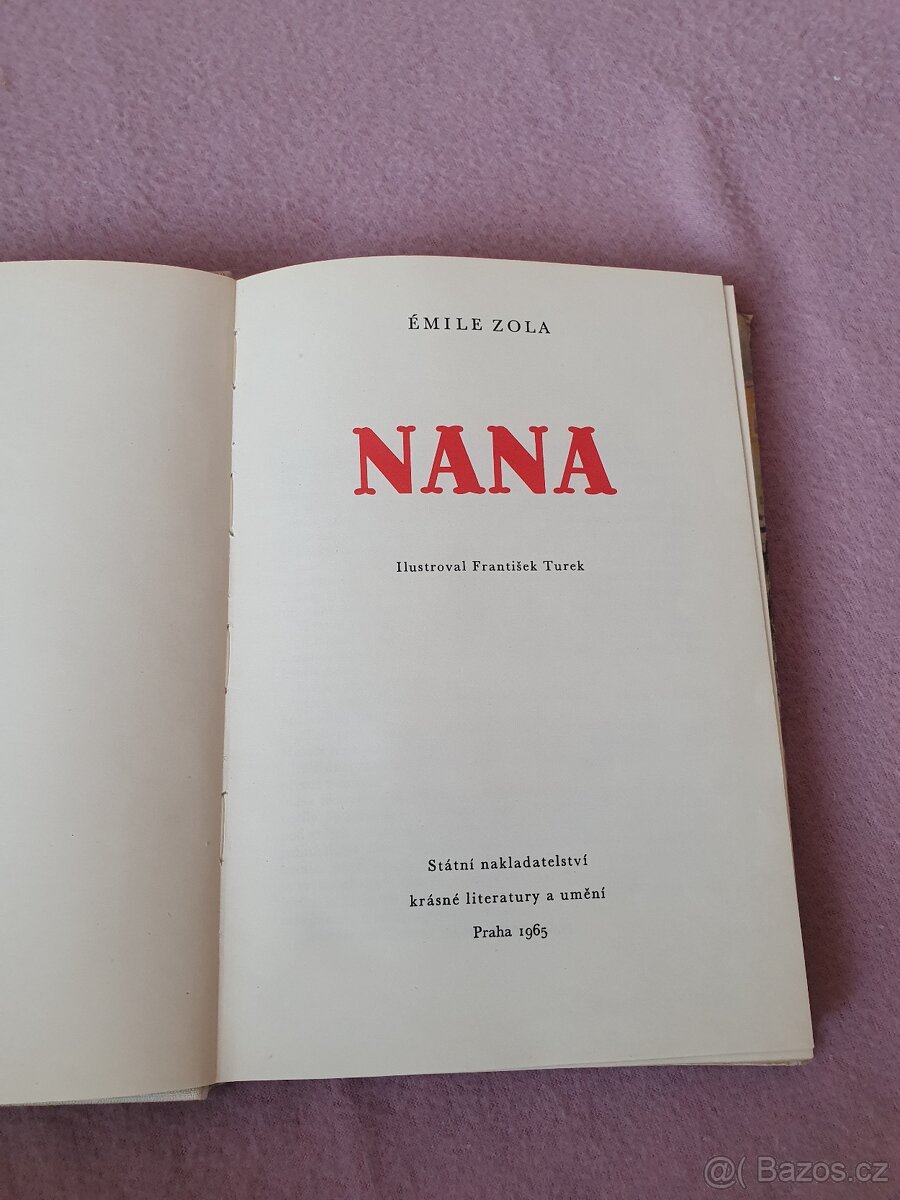 ÉMILE ZOLA
NANA
Ilustroval František Turek
Státní nakladatelství
krásné literatury a umění
Praha 1965
@( Bazos.cz